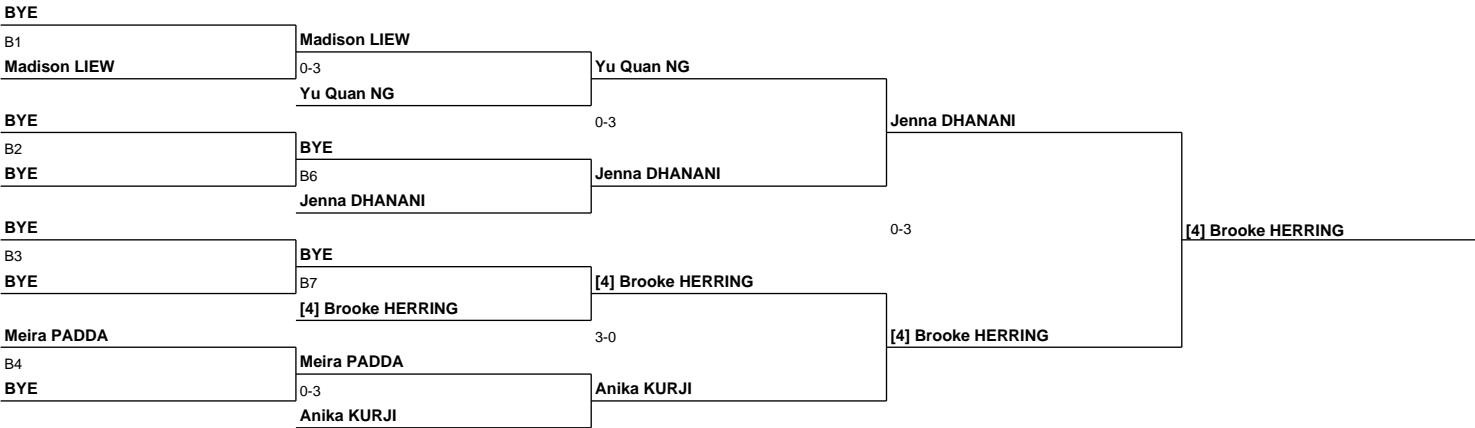 BYE
B1
Madison LIEW
Madison LIEW
0-3
Yu Quan NG
Yu Quan NG
BYE
B2
BYE
BYE
B6
Jenna DHANANI
0-3
Jenna DHANANI
Jenna DHANANI
BYE
B3
BYE
BYE
B7
[4] Brooke HERRING
[4] Brooke HERRING
0-3
[4] Brooke HERRING
Meira PADDA
B4
BYE
Meira PADDA
0-3
Anika KURJI
3-0
Anika KURJI
[4] Brooke HERRING